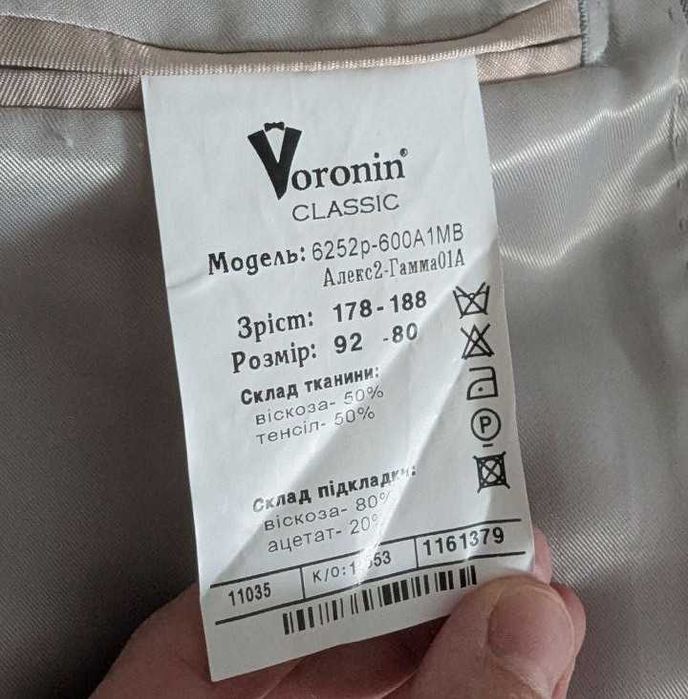 Voronin®
CLASSIC
Модель: 6252р-600А1МВ
Алекс2-Гамма01А
Зріст: 178-188
Розмір: 92 -80
Склад тканини:
віскоза- 50%
тенсіл- 50%
P
Склад підкладки:
віскоза- 80%
ацетат- 20%
11035 К/О: 1161379